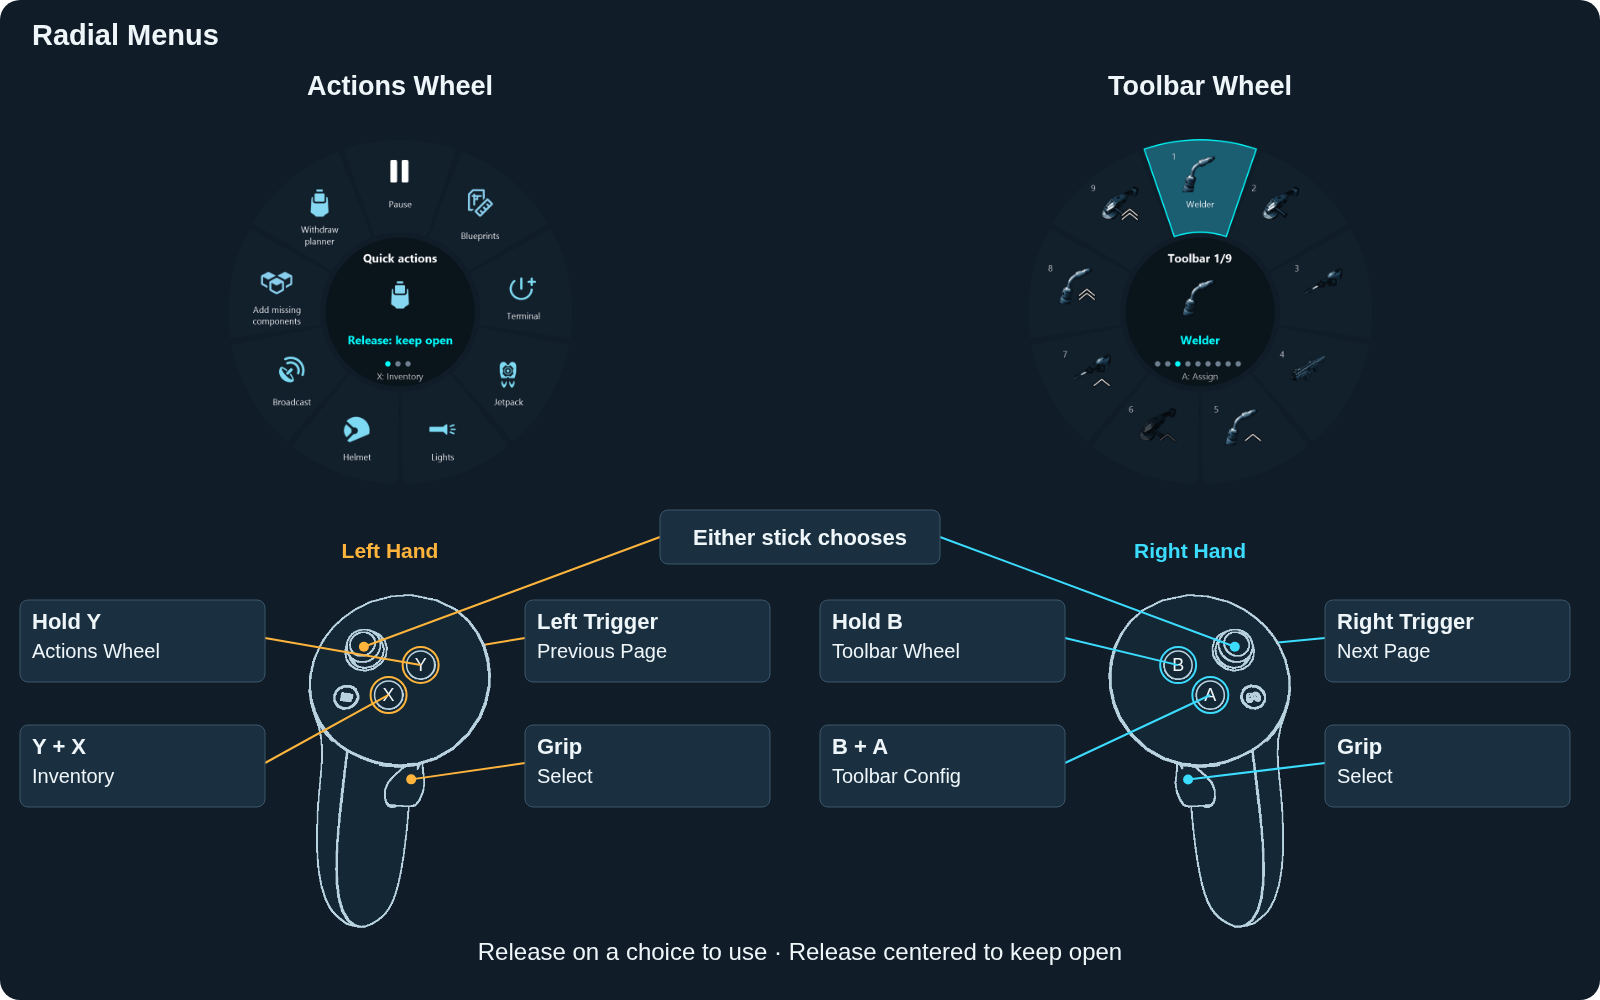 Radial Menus
Actions Wheel
Toolbar Wheel
Pause
Blueprints
Terminal
Jetpack
Lights
Helmet
Broadcast
Add missing
components
Withdraw
planner
Quick actions
Release: keep open
X: Inventory
1
Welder
2
3
4
5
6
7
8
9
Toolbar 1/9
Welder
A: Assign
Either stick chooses
Left Hand
Right Hand
Hold Y
Actions Wheel
Y + X
Inventory
Y
X
Left Trigger
Previous Page
Grip
Select
Hold B
Toolbar Wheel
B + A
Toolbar Config
B
A
Right Trigger
Next Page
Grip
Select
Release on a choice to use · Release centered to keep open